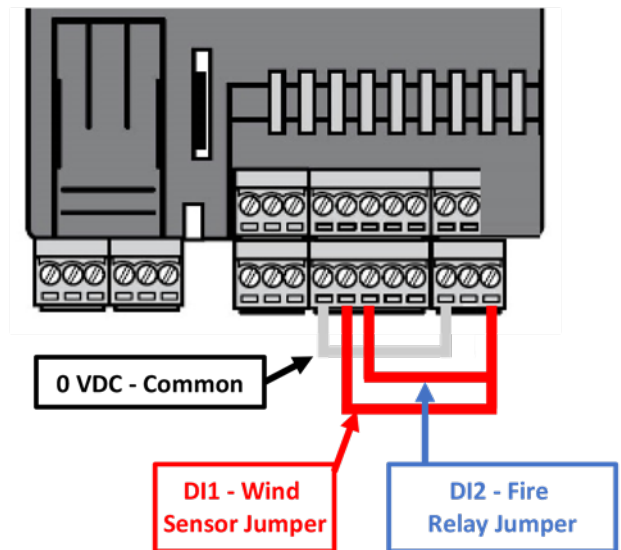 0 VDC - Common
DI1 - Wind
Sensor Jumper
DI2 - Fire
Relay Jumper